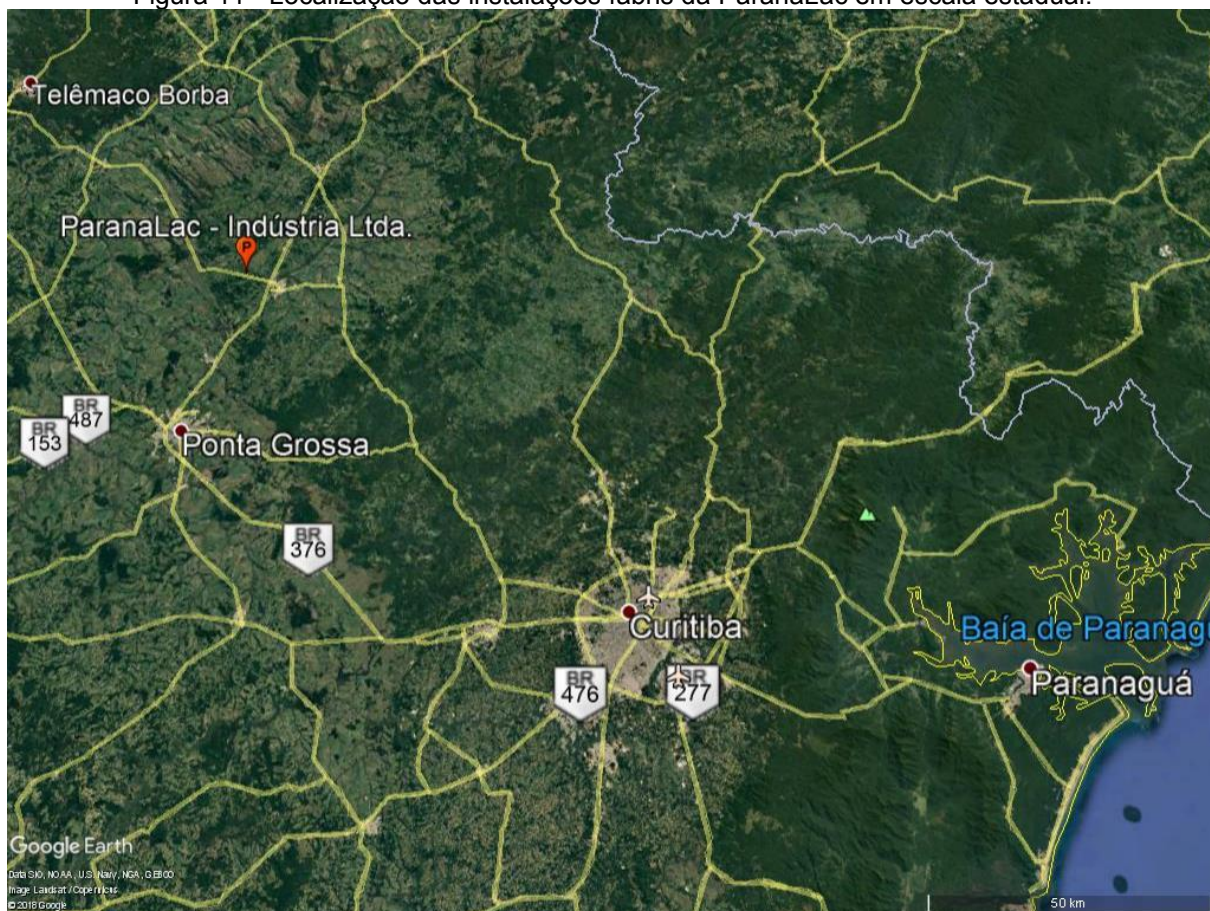 Figura 11 - Localização das instalações fabris da ParanaLac em escala estadual.
Telêmaco Borba
ParanaLac - Indústria Ltda.
P
BR
487
BR
153
Ponta Grossa
BR
376
Curitiba
Baía de Paranagu
Paranaguá
BR
476
BR
277
Google Earth
Data SIO, NOAA, U.S. Navy, NGA, GEBCO
Image Landsat / Copernicus
© 2018 Google
50 km